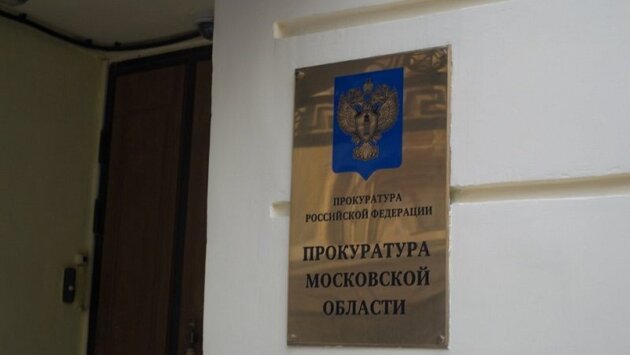 ПРОКУРАТУРА
РОССИЙСКОЙ ФЕДЕРАЦИИ
ПРОКУРАТУРА
МОСКОВСКОЙ
ОБЛАСТИ